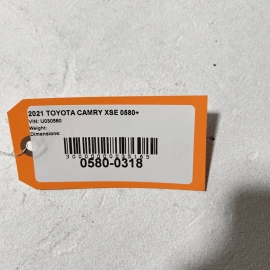 2021 TOYOTA CAMRY XSE 0580+
VIN: U030580
Weight:
Dimensions:
0580-0318